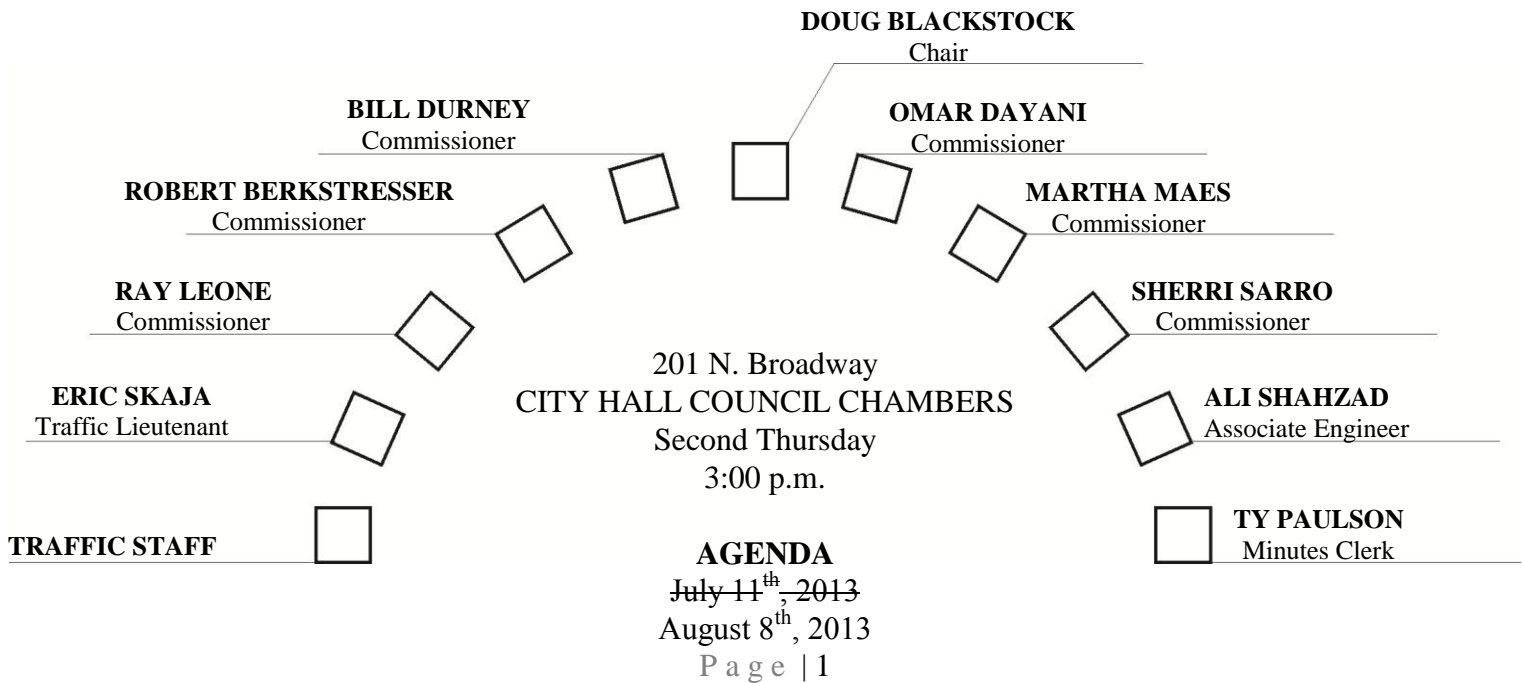 DOUG BLACKSTOCK
Chair
BILL DURNEY
Commissioner
OMAR DAYANI
Commissioner
ROBERT BERKSTRESSER
Commissioner
MARTHA MAES
Commissioner
RAY LEONE
Commissioner
SHERRI SARRO
Commissioner
ERIC SKAJA
Traffic Lieutenant
ALI SHAHZAD
Associate Engineer
TRAFFIC STAFF
TY PAULSON
Minutes Clerk
201 N. Broadway
CITY HALL COUNCIL CHAMBERS
Second Thursday
3:00 p.m.
AGENDA
July 11th, 2013
August 8th, 2013
Page | 1